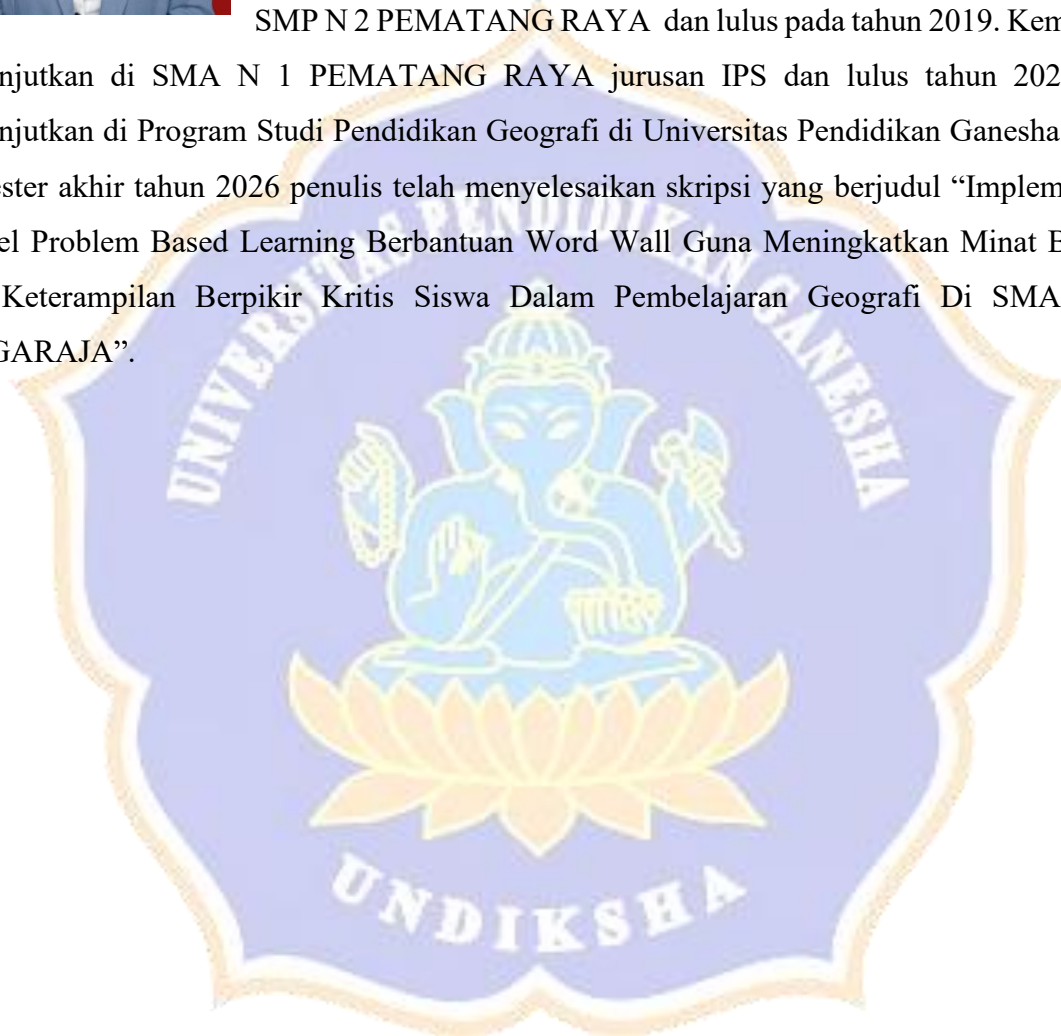 SMP N 2 PEMATANG RAYA dan lulus pada tahun 2019. Kem
njutkan di SMA N 1 PEMATANG RAYA jurusan IPS dan lulus tahun 202
njutkan di Program Studi Pendidikan Geografi di Universitas Pendidikan Ganesha
ester akhir tahun 2026 penulis telah menyelesaikan skripsi yang berjudul “Implem
el Problem Based Learning Berbantuan Word Wall Guna Meningkatkan Minat B
Keterampilan Berpikir Kritis Siswa Dalam Pembelajaran Geografi Di SMA
GARAJA”.
UNIVERSITAS PENDIDIKAN GANESHA
UNDIKSHA